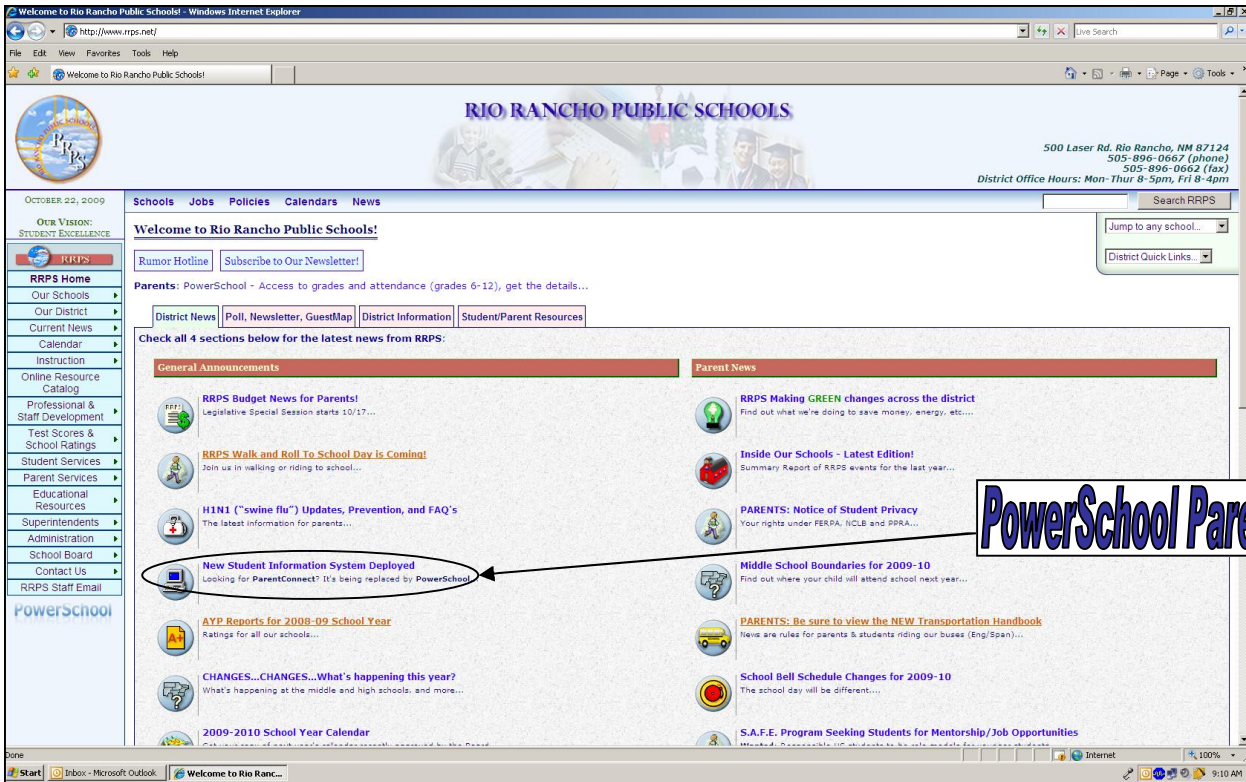 Welcome to Rio Rancho Public Schools! - Windows Internet Explorer
http://www.rrps.net/
Live Search
File Edit View Favorites Tools Help
Welcome to Rio Rancho Public Schools!
Page Tools
RIO RANCHO PUBLIC SCHOOLS
RRPS
500 Laser Rd. Rio Rancho, NM 87124
505-896-0667 (phone)
505-896-0662 (fax)
District Office Hours: Mon-Thur 8-5pm, Fri 8-4pm
OCTOBER 22, 2009
Schools Jobs Policies Calendars News
Search RRPS
OUR VISION:
STUDENT EXCELLENCE
Jump to any school...
District Quick Links...
RRPS
RRPS Home
Our Schools
Our District
Current News
Calendar
Instruction
Online Resource
Catalog
Professional &
Staff Development
Test Scores &
School Ratings
Student Services
Parent Services
Educational
Resources
Superintendents
Administration
School Board
Contact Us
RRPS Staff Email
PowerSchool
Welcome to Rio Rancho Public Schools!
Rumor Hotline Subscribe to Our Newsletter!
Parents: PowerSchool - Access to grades and attendance (grades 6-12), get the details...
District News Poll, Newsletter, GuestMap District Information Student/Parent Resources
Check all 4 sections below for the latest news from RRPS:
General Announcements
RRPS Budget News for Parents!
Legislative Special Session starts 10/17...
RRPS Walk and Roll To School Day is Coming!
Join us in walking or riding to school...
H1N1 ("swine flu") Updates, Prevention, and FAQ's
The latest information for parents...
New Student Information System Deployed
Looking for ParentConnect? It's being replaced by PowerSchool
AYP Reports for 2008-09 School Year
Ratings for all our schools...
CHANGES...CHANGES...What's happening this year?
What's happening at the middle and high schools, and more...
2009-2010 School Year Calendar
Parent News
RRPS Making GREEN changes across the district
Find out what we're doing to save money, energy, etc....
Inside Our Schools - Latest Edition!
Summary Report of RRPS events for the last year...
PARENTS: Notice of Student Privacy
Your rights under FERPA, NCLB and PPRA...
PowerSchool Pare
Middle School Boundaries for 2009-10
Find out where your child will attend school next year...
PARENTS: Be sure to view the NEW Transportation Handbook
News are rules for parents & students riding our buses (Eng/Span)...
School Bell Schedule Changes for 2009-10
The school day will be different....
S.A.F.E. Program Seeking Students for Mentorship/Job Opportunities
Done
Internet
100%
Start
Inbox - Microsoft Outlook
Welcome to Rio Ranc...
9:10 AM